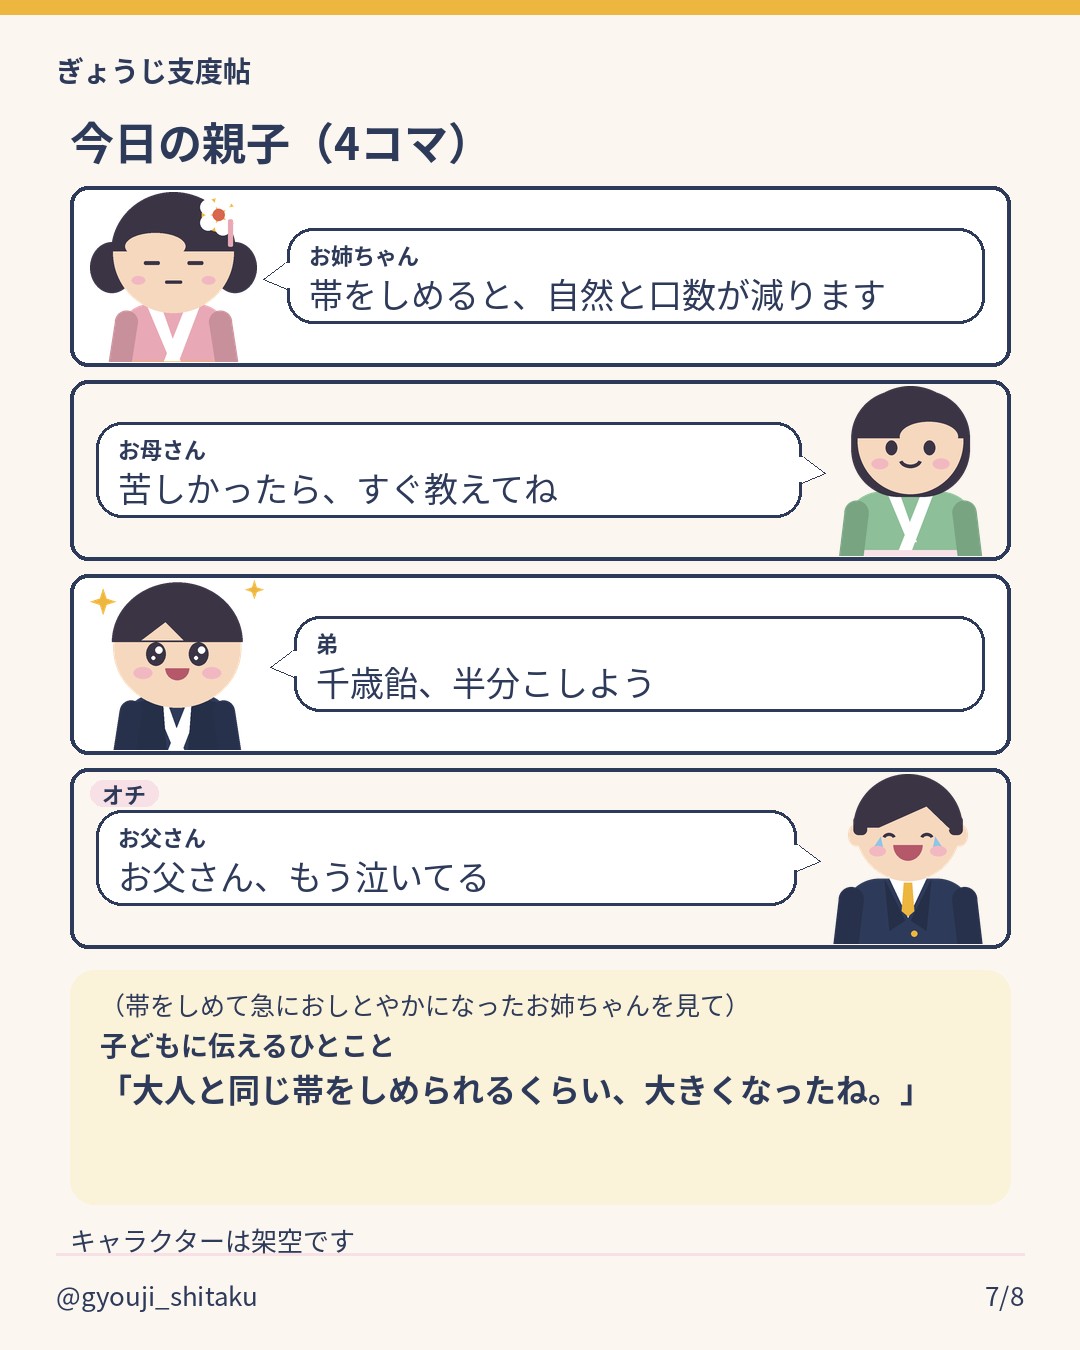 ぎょうじ支度帖
今日の親子（4コマ）
お姉ちゃん
帯をしめると、自然と口数が減ります
お母さん
苦しかったら、すぐ教えてね
弟
千歳飴、半分こしよう
オチ
お父さん
お父さん、もう泣いてる
（帯をしめて急におしとやかになったお姉ちゃんを見て）
子どもに伝えるひとこと
「大人と同じ帯をしめられるくらい、大きくなったね。」
キャラクターは架空です
@gyouji_shitaku
7/8